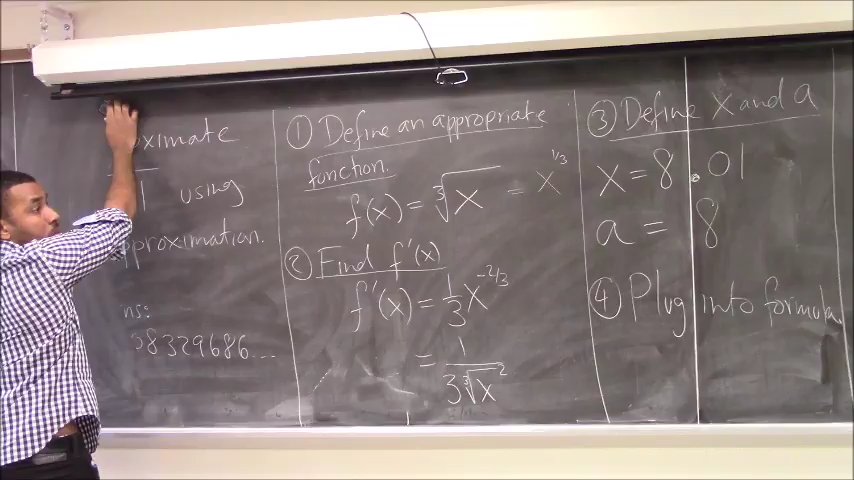 ximate
using
pproximation.
ns:
58329686...
① Define an appropriate
function.
f(x) = ∛x = x^{1/3}
② Find f'(x)
f'(x) = 1/3 x^{-2/3}
= 1/(3∛x²)
③ Define x and a
x = 8.01
a = 8
④ Plug into formula